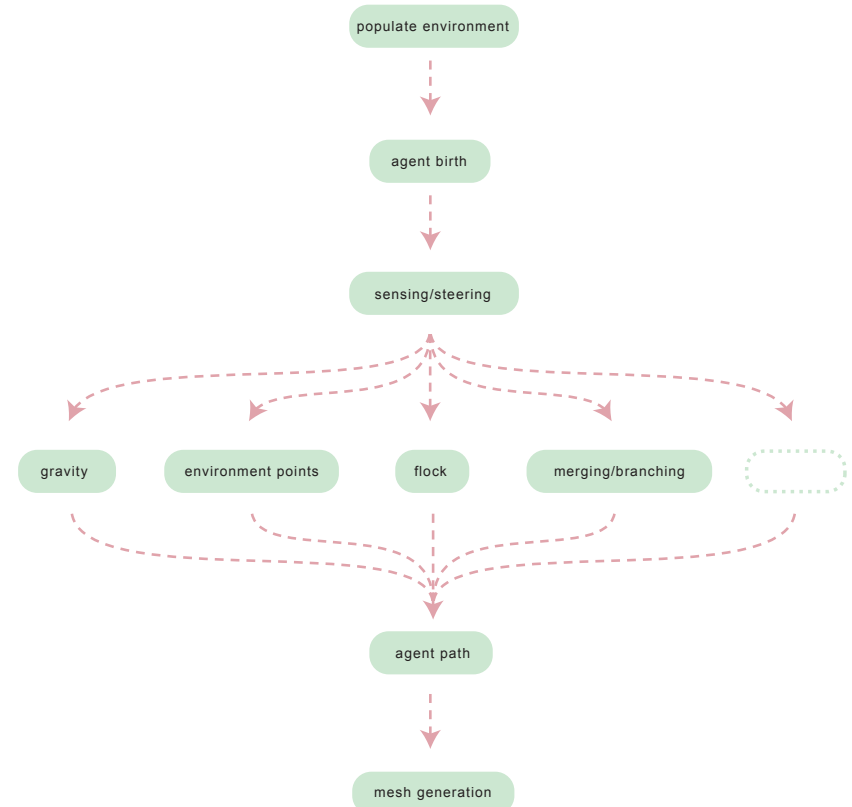 populate environment
agent birth
sensing/steering
gravity
environment points
flock
merging/branching
agent path
mesh generation